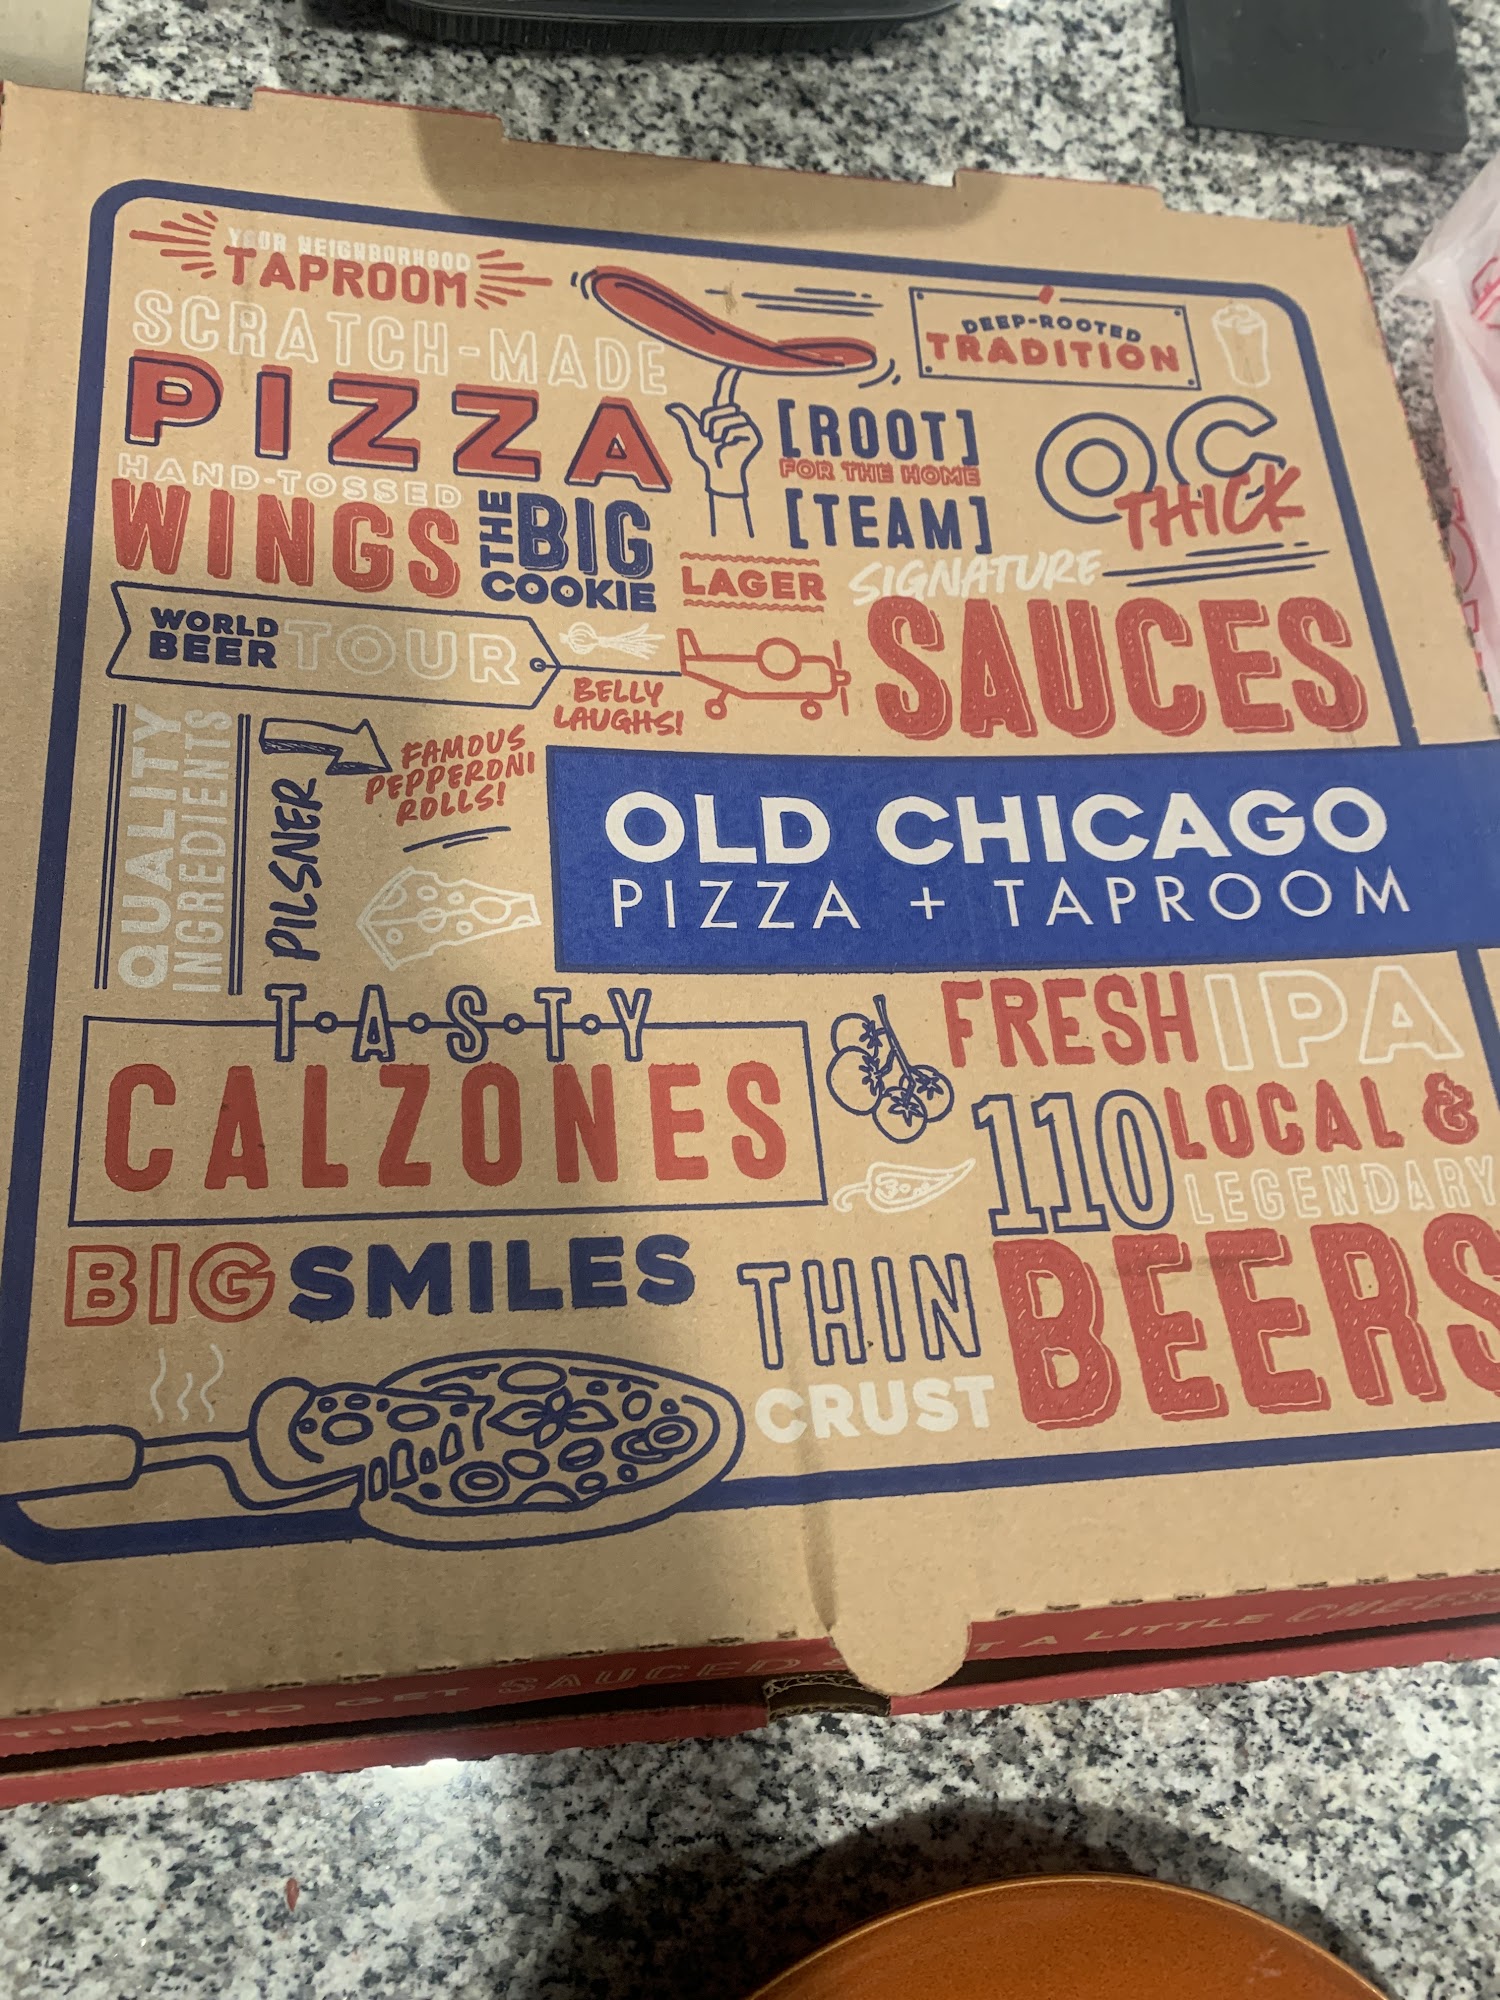 YOUR NEIGHBORHOOD
TAPROOM
SCRATCH-MADE
PIZZA
HAND-TOSSED
WINGS
THE BIG
COOKIE
DEEP-ROOTED
TRADITION
[ROOT]
FOR THE HOME
[TEAM]
OC
THICK
LAGER
SIGNATURE
SAUCES
WORLD
BEER
TOUR
BELLY
LAUGHS!
QUALITY
INGREDIENTS
PILSNER
FAMOUS
PEPPERONI
ROLLS!
OLD CHICAGO
PIZZA + TAPROOM
TASTY
CALZONES
FRESH IPA
110 LOCAL &
LEGENDARY
BEERS
BIG SMILES
THIN
CRUST
TIME TO GET SAUCED
A LITTLE